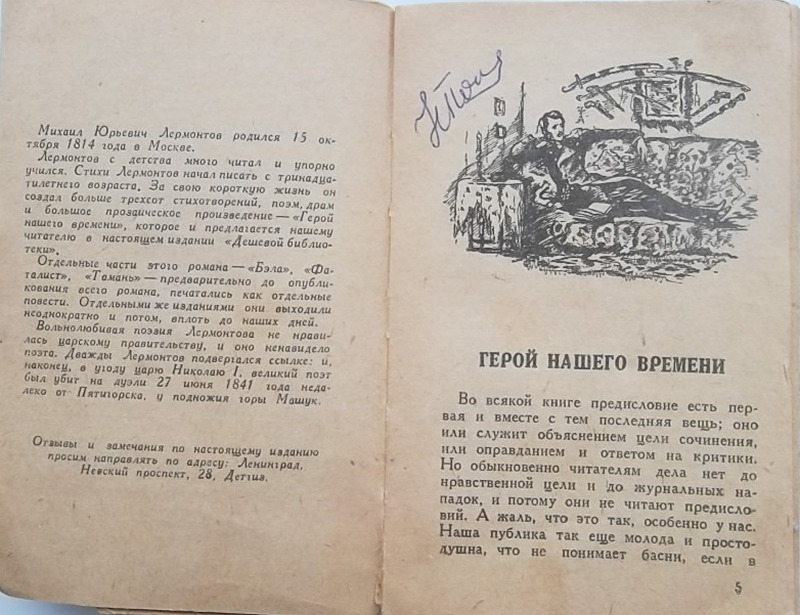 Михаил Юрьевич Лермонтов родился 15 ок-
тября 1814 года в Москве.
Лермонтов с детства много читал и упорно
учился. Стихи Лермонтов начал писать с тринадца-
тилетнего возраста. За свою короткую жизнь он
создал больше трехсот стихотворений, поэм, драм
и большое прозаическое произведение — «Герой
нашего времени», которое и предлагается нашему
читателю в настоящем издании «Дешевой библио-
теки».
Отдельные части этого романа — «Бэла», «Фа-
талист», «Тамань» — предварительно до опубли-
кования всего романа, печатались как отдельные
повести. Отдельными же изданиями они выходили
неоднократно и потом, вплоть до наших дней.
Вольнолюбивая поэзия Лермонтова не нрави-
лась царскому правительству, и оно ненавидело
поэта. Дважды Лермонтов подвергался ссылке: и,
наконец, в угоду царю Николаю I, великий поэт
был убит на дуэли 27 июня 1841 года неда-
леко от Пятигорска, у подножия горы Машук.
Отзывы и замечания по настоящему изданию
просим направлять по адресу: Ленинград,
Невский проспект, 28, Детгиз.
ГЕРОЙ НАШЕГО ВРЕМЕНИ
Во всякой книге предисловие есть пер-
вая и вместе с тем последняя вещь; оно
или служит объяснением цели сочинения,
или оправданием и ответом на критики.
Но обыкновенно читателям дела нет до
нравственной цели и до журнальных на-
падок, и потому они не читают предисло-
вий. А жаль, что это так, особенно у нас.
Наша публика так еще молода и просто-
душна, что не понимает басни, если в
5